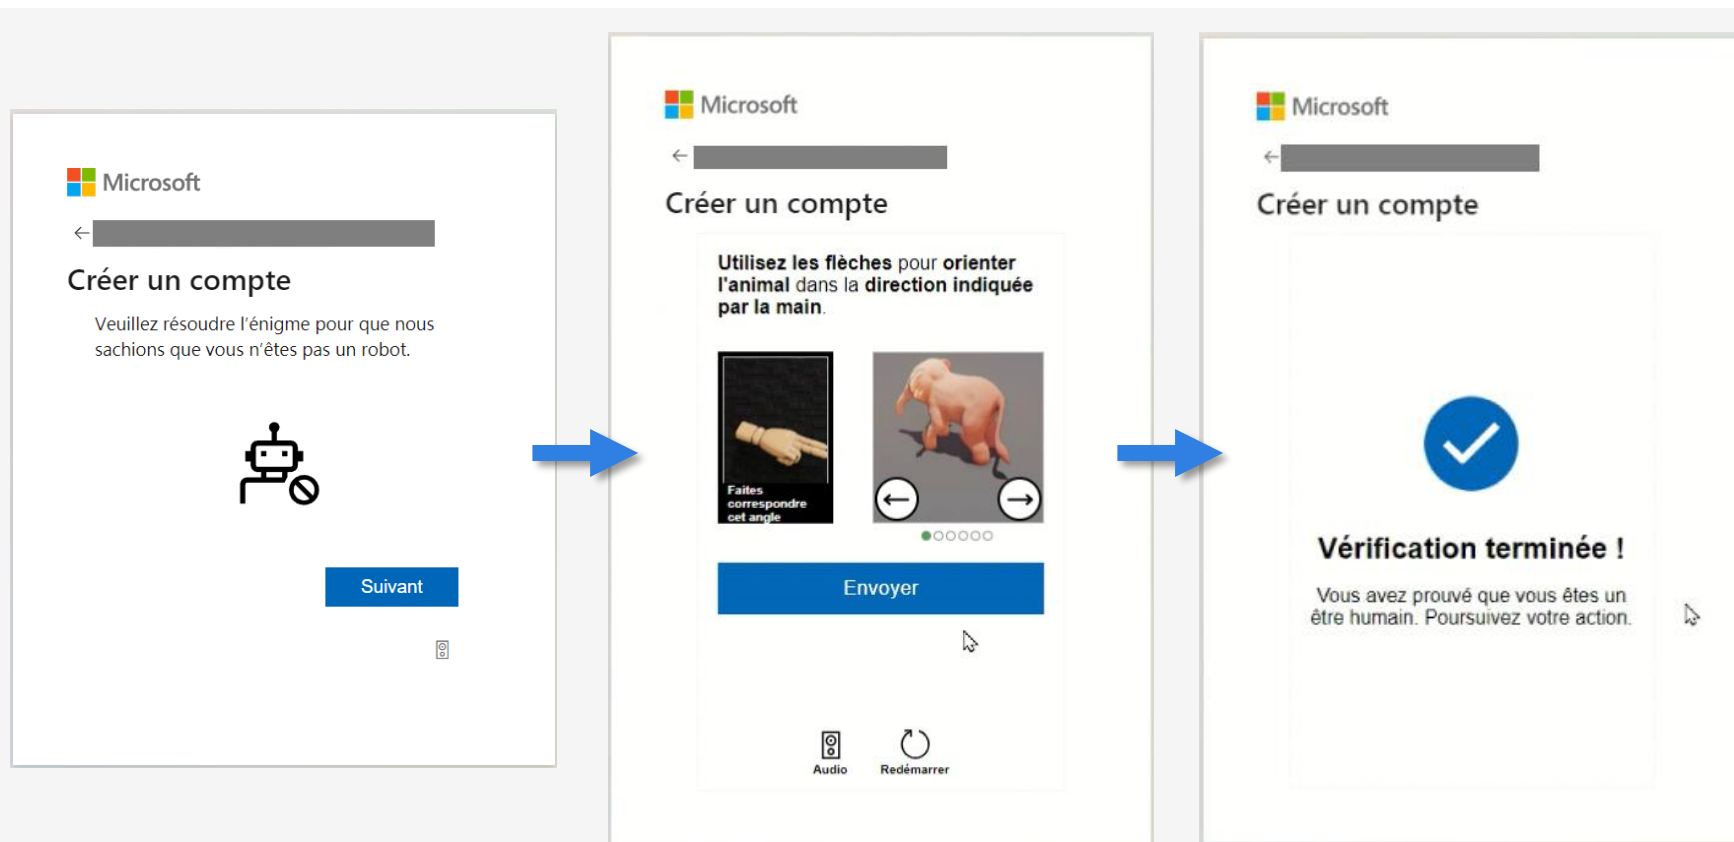 Microsoft
Créer un compte
Veuillez résoudre l'énigme pour que nous
sachions que vous n'êtes pas un robot.
Suivant
Microsoft
Créer un compte
Utilisez les flèches pour orienter
l'animal dans la direction indiquée
par la main.
Faites
correspondre
cet angle
Envoyer
Audio
Redémarrer
Microsoft
Créer un compte
Vérification terminée !
Vous avez prouvé que vous êtes un
être humain. Poursuivez votre action.